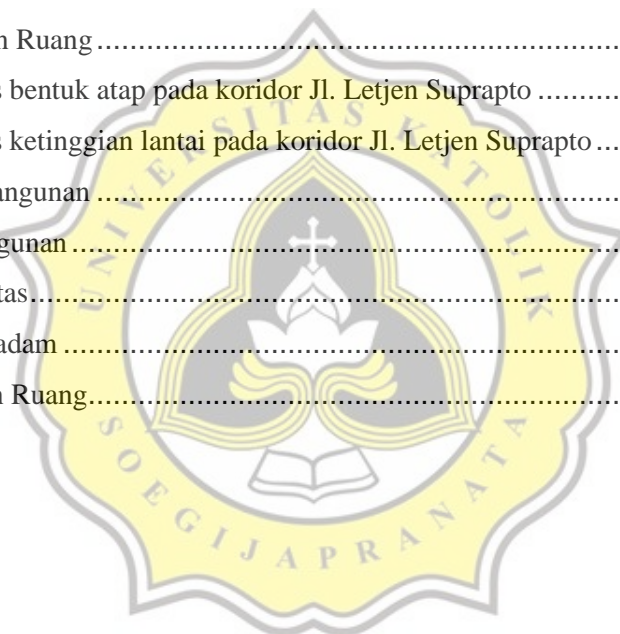 n Ruang ........................................................................................
s bentuk atap pada koridor Jl. Letjen Suprapto ............
s ketinggian lantai pada koridor Jl. Letjen Suprapto ...
angunan ........................................................................................
gunan ........................................................................................
tas........................................................................................
adam ........................................................................................
n Ruang........................................................................................
UNIVERSITAS KATOLIK
SOEGIJAPRANATA